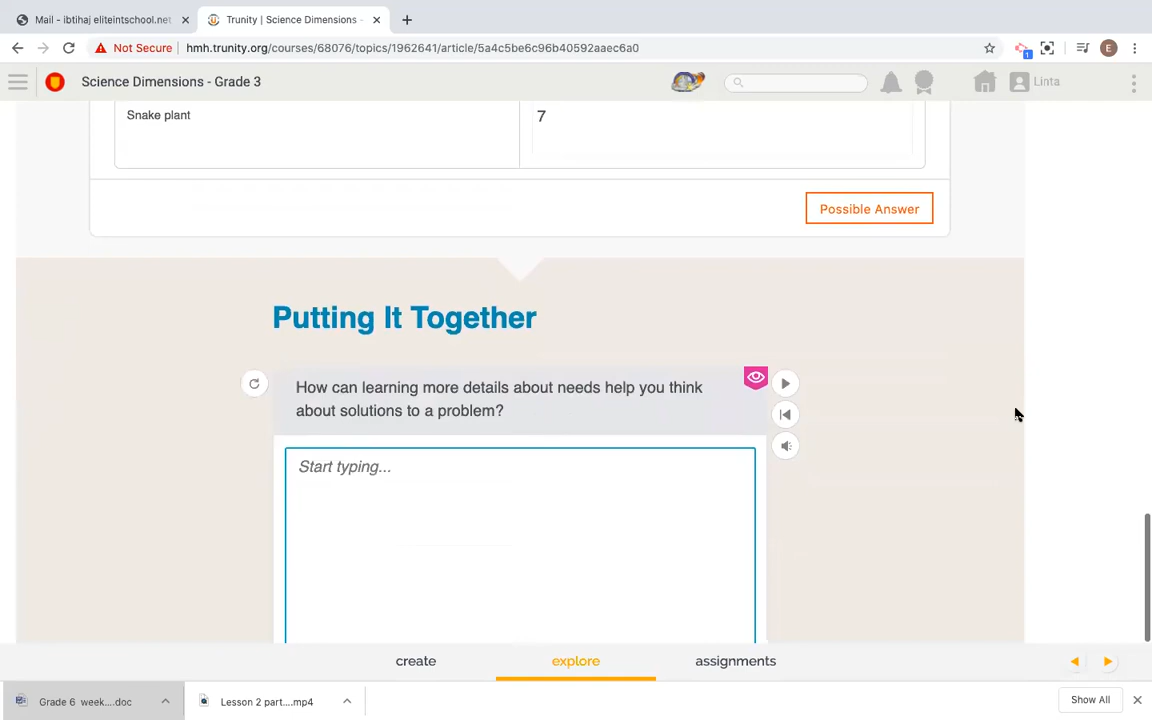 Mail - ibtihaj eliteintschool.net
Trunity | Science Dimensions -
Not Secure
hmh.trunity.org/courses/68076/topics/1962641/article/5a4c5be6c96b40592aaec6a0
1
E
Science Dimensions - Grade 3
Linta
Snake plant
7
Possible Answer
Putting It Together
How can learning more details about needs help you think
about solutions to a problem?
Start typing...
create
explore
assignments
Grade 6 week....doc
Lesson 2 part....mp4
Show All